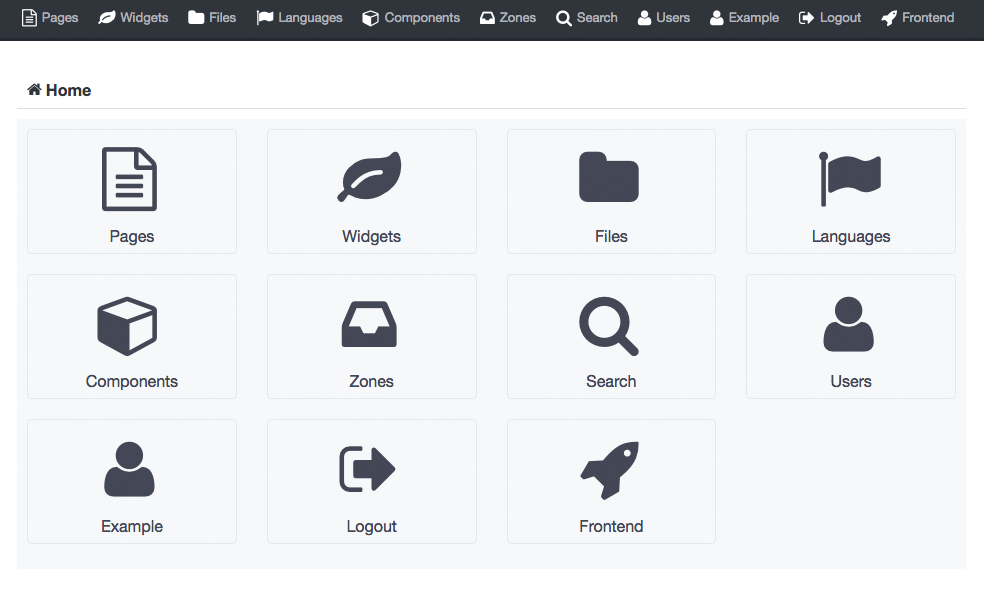 Pages Widgets Files Languages Components Zones Search Users Example Logout Frontend
Home
Pages Widgets Files Languages
Components Zones Search Users
Example Logout Frontend